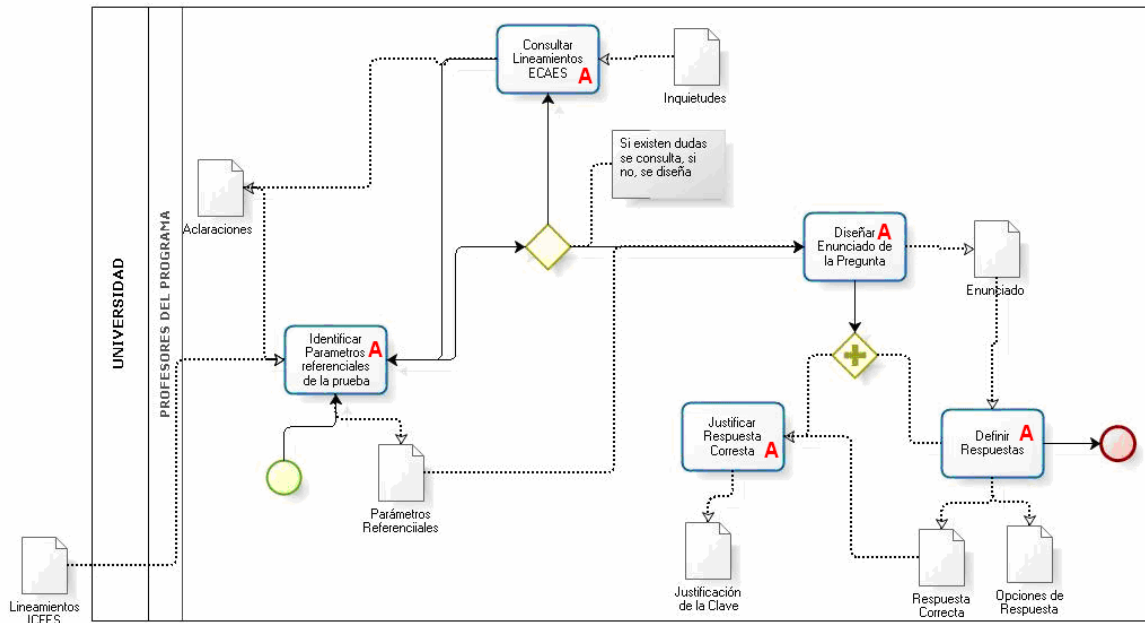 UNIVERSIDAD
PROFESORES DEL PROGRAMA
Consultar
Lineamientos
ECAES
A
Inquietudes
Si existen dudas
se consulta, si
no, se diseña
Aclaraciones
Diseñar
Enunciado de
la Pregunta
A
Enunciado
Identificar
Parametros
referenciales
de la prueba
A
Justificar
Respuesta
Corresta
A
Definir
Respuestas
A
Parámetros
Referenciiales
Justificación
de la Clave
Respuesta
Correcta
Opciones de
Respuesta
Lineamientos
ICFES